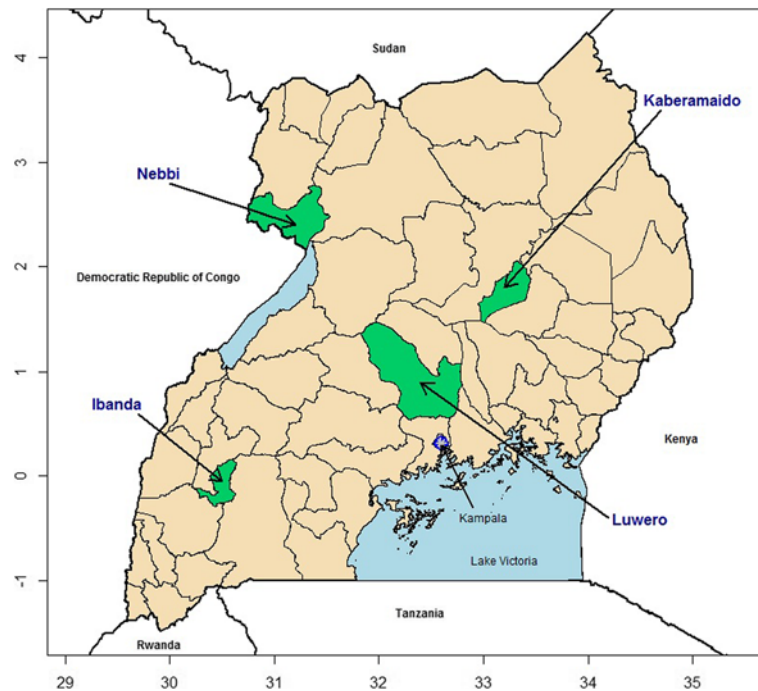 Sudan
Kaberamaido
Nebbi
Democratic Republic of Congo
Ibanda
Kenya
Kampala
Luwero
Lake Victoria
Tanzania
Rwanda
4
3
2
1
0
-1
29
30
31
32
33
34
35